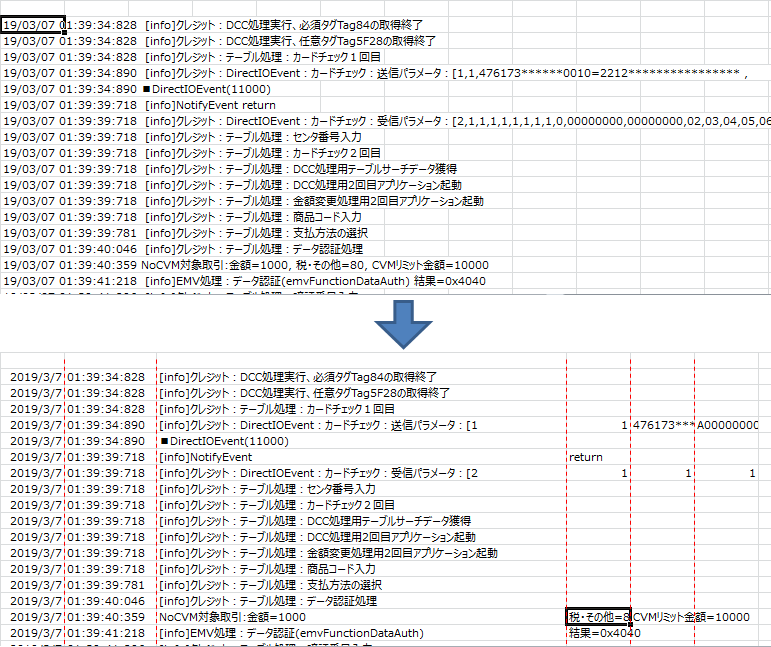 19/03/07 01:39:34:828 [info]クレジット：DCC処理実行、必須タグTag84の取得終了
19/03/07 01:39:34:828 [info]クレジット：DCC処理実行、任意タグTag5F28の取得終了
19/03/07 01:39:34:828 [info]クレジット：テーブル処理：カードチェック１回目
19/03/07 01:39:34:890 [info]クレジット：DirectIOEvent：カードチェック：送信パラメータ：[1,1,476173******0010=2212**************** ,
19/03/07 01:39:34:890 ■DirectIOEvent(11000)
19/03/07 01:39:39:718 [info]NotifyEvent return
19/03/07 01:39:39:718 [info]クレジット：DirectIOEvent：カードチェック：受信パラメータ：[2,1,1,1,1,1,1,1,1,0,00000000,00000000,02,03,04,05,06
19/03/07 01:39:39:718 [info]クレジット：テーブル処理：センタ番号入力
19/03/07 01:39:39:718 [info]クレジット：テーブル処理：カードチェック２回目
19/03/07 01:39:39:718 [info]クレジット：テーブル処理：DCC処理用テーブルサーチデータ獲得
19/03/07 01:39:39:718 [info]クレジット：テーブル処理：DCC処理用2回目アプリケーション起動
19/03/07 01:39:39:718 [info]クレジット：テーブル処理：金額変更処理用2回目アプリケーション起動
19/03/07 01:39:39:718 [info]クレジット：テーブル処理：商品コード入力
19/03/07 01:39:39:781 [info]クレジット：テーブル処理：支払方法の選択
19/03/07 01:39:40:046 [info]クレジット：テーブル処理：データ認証処理
19/03/07 01:39:40:359 NoCVM対象取引:金額=1000, 税・その他=80, CVMリミット金額=10000
19/03/07 01:39:41:218 [info]EMV処理：データ認証(emvFunctionDataAuth) 結果=0x4040
2019/3/7 01:39:34:828 [info]クレジット：DCC処理実行、必須タグTag84の取得終了
2019/3/7 01:39:34:828 [info]クレジット：DCC処理実行、任意タグTag5F28の取得終了
2019/3/7 01:39:34:828 [info]クレジット：テーブル処理：カードチェック１回目
2019/3/7 01:39:34:890 [info]クレジット：DirectIOEvent：カードチェック：送信パラメータ：[1 1 476173*** A00000000
2019/3/7 01:39:34:890 ■DirectIOEvent(11000)
2019/3/7 01:39:39:718 [info]NotifyEvent return
2019/3/7 01:39:39:718 [info]クレジット：DirectIOEvent：カードチェック：受信パラメータ：[2 1 1 1
2019/3/7 01:39:39:718 [info]クレジット：テーブル処理：センタ番号入力
2019/3/7 01:39:39:718 [info]クレジット：テーブル処理：カードチェック２回目
2019/3/7 01:39:39:718 [info]クレジット：テーブル処理：DCC処理用テーブルサーチデータ獲得
2019/3/7 01:39:39:718 [info]クレジット：テーブル処理：DCC処理用2回目アプリケーション起動
2019/3/7 01:39:39:718 [info]クレジット：テーブル処理：金額変更処理用2回目アプリケーション起動
2019/3/7 01:39:39:718 [info]クレジット：テーブル処理：商品コード入力
2019/3/7 01:39:39:781 [info]クレジット：テーブル処理：支払方法の選択
2019/3/7 01:39:40:046 [info]クレジット：テーブル処理：データ認証処理
2019/3/7 01:39:40:359 NoCVM対象取引:金額=1000 税・その他=8 CVMリミット金額=10000
2019/3/7 01:39:41:218 [info]EMV処理：データ認証(emvFunctionDataAuth) 結果=0x4040